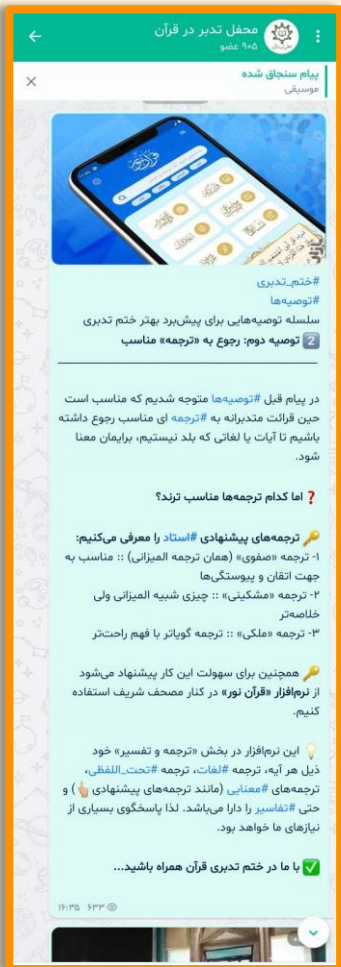 محفل تدبر در قرآن
۹۰۵ عضو
پیام سنجاق شده
موسیقی
#ختم_تدبری
#توصیه‌ها
سلسله توصیه‌هایی برای پیش‌برد بهتر ختم تدبری
2 توصیه دوم: رجوع به «ترجمه» مناسب
در پیام قبل #توصیه‌ها متوجه شدیم که مناسب است
حین قرائت متدبرانه به #ترجمه ای مناسب رجوع داشته
باشیم تا آیات یا لغاتی که بلد نیستیم، برایمان معنا
شود.
❓ اما کدام ترجمه‌ها مناسب ترند؟
🔑 ترجمه‌های پیشنهادی #استاد را معرفی می‌کنیم:
۱- ترجمه «صفوی» (همان ترجمه المیزانی) :: مناسب به
جهت اتقان و پیوستگی‌ها
۲- ترجمه «مشکینی» :: چیزی شبیه المیزانی ولی
خلاصه‌تر
۳- ترجمه «ملکی» :: ترجمه گویاتر با فهم راحت‌تر
🔑 همچنین برای سهولت این کار پیشنهاد می‌شود
از نرم‌افزار «قرآن نور» در کنار مصحف شریف استفاده
کنیم.
💡 این نرم‌افزار در بخش «ترجمه و تفسیر» خود
ذیل هر آیه، ترجمه #لغات، ترجمه #تحت_اللفظی،
ترجمه‌های #معنایی (مانند ترجمه‌های پیشنهادی 👆) و
حتی #تفاسیر را دارا می‌باشد. لذا پاسخگوی بسیاری از
نیازهای ما خواهد بود.
✅ با ما در ختم تدبری قرآن همراه باشید...
۶۳۳ ۱۶:۳۵